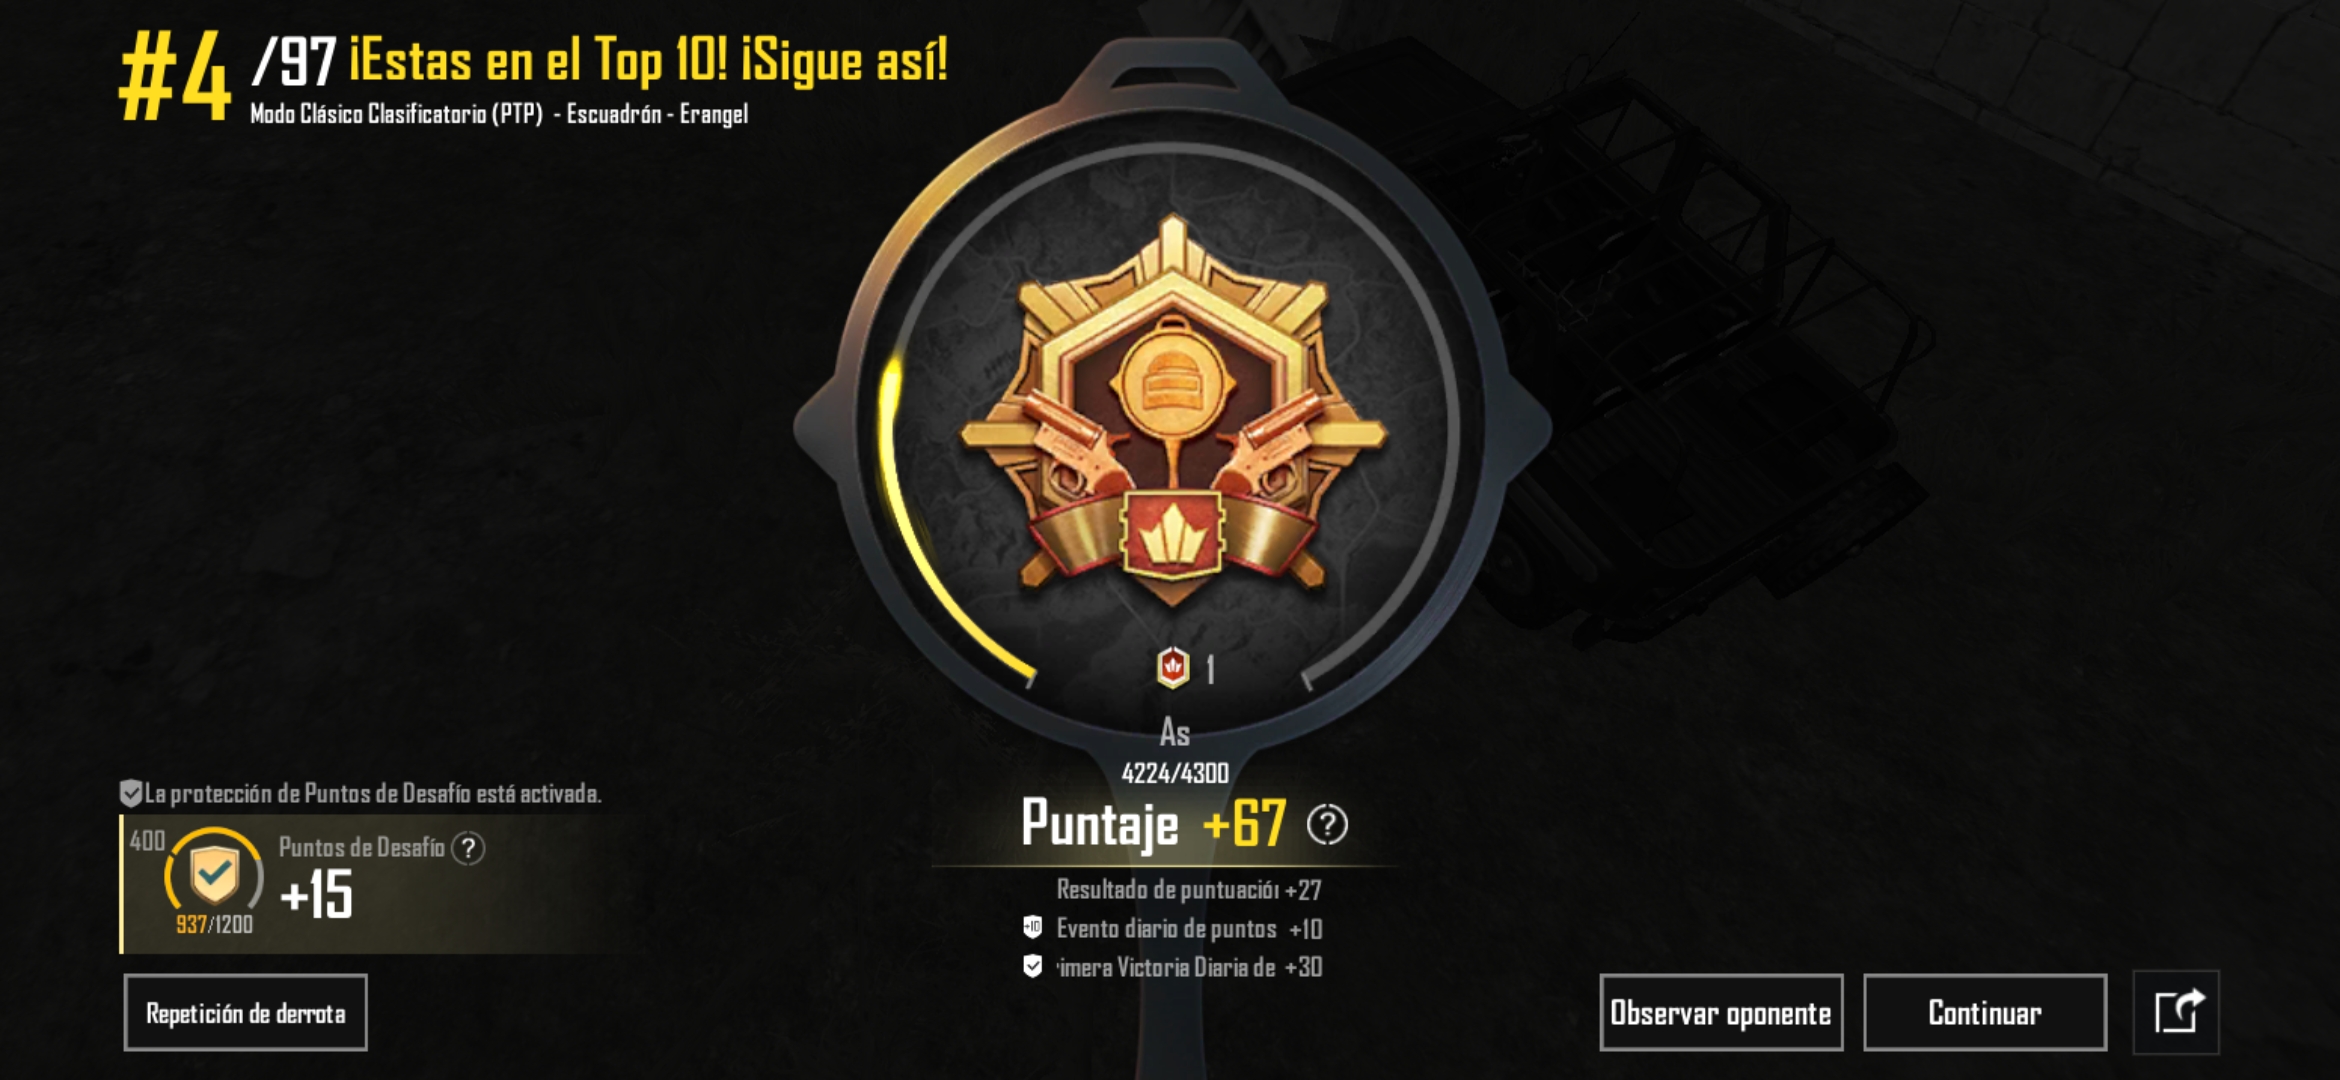 #4 /97 ¡Estas en el Top 10! ¡Sigue así!
Modo Clásico Clasificatorio (PTP) - Escuadrón - Erangel
1
As
4224/4300
Puntaje +67 ?
Resultado de puntuació +27
+10 Evento diario de puntos +10
imera Victoria Diaria de +30
La protección de Puntos de Desafío está activada.
400
Puntos de Desafío ?
+15
937/1200
Repetición de derrota
Observar oponente
Continuar